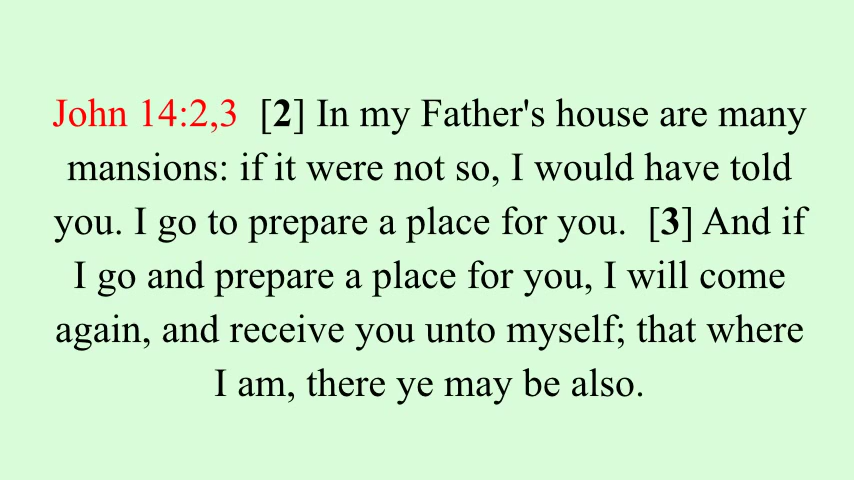 John 14:2,3  [2] In my Father's house are many
mansions: if it were not so, I would have told
you. I go to prepare a place for you.  [3] And if
I go and prepare a place for you, I will come
again, and receive you unto myself; that where
I am, there ye may be also.